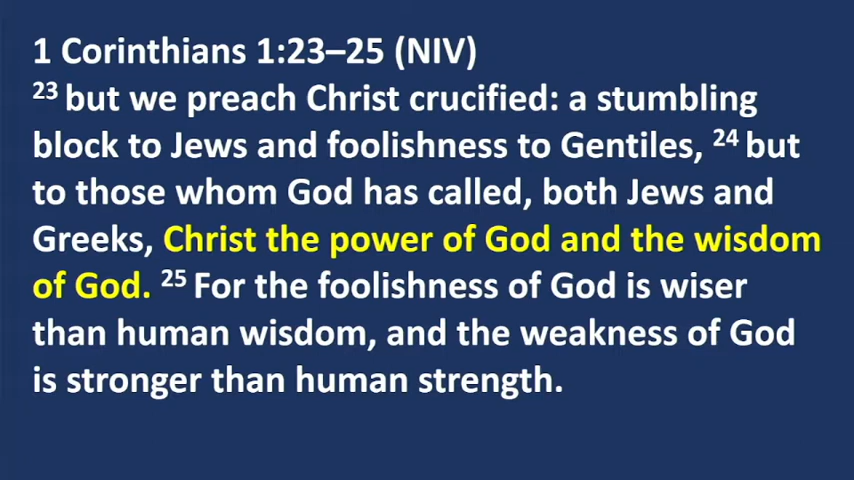 1 Corinthians 1:23–25 (NIV)
23 but we preach Christ crucified: a stumbling
block to Jews and foolishness to Gentiles, 24 but
to those whom God has called, both Jews and
Greeks, Christ the power of God and the wisdom
of God. 25 For the foolishness of God is wiser
than human wisdom, and the weakness of God
is stronger than human strength.